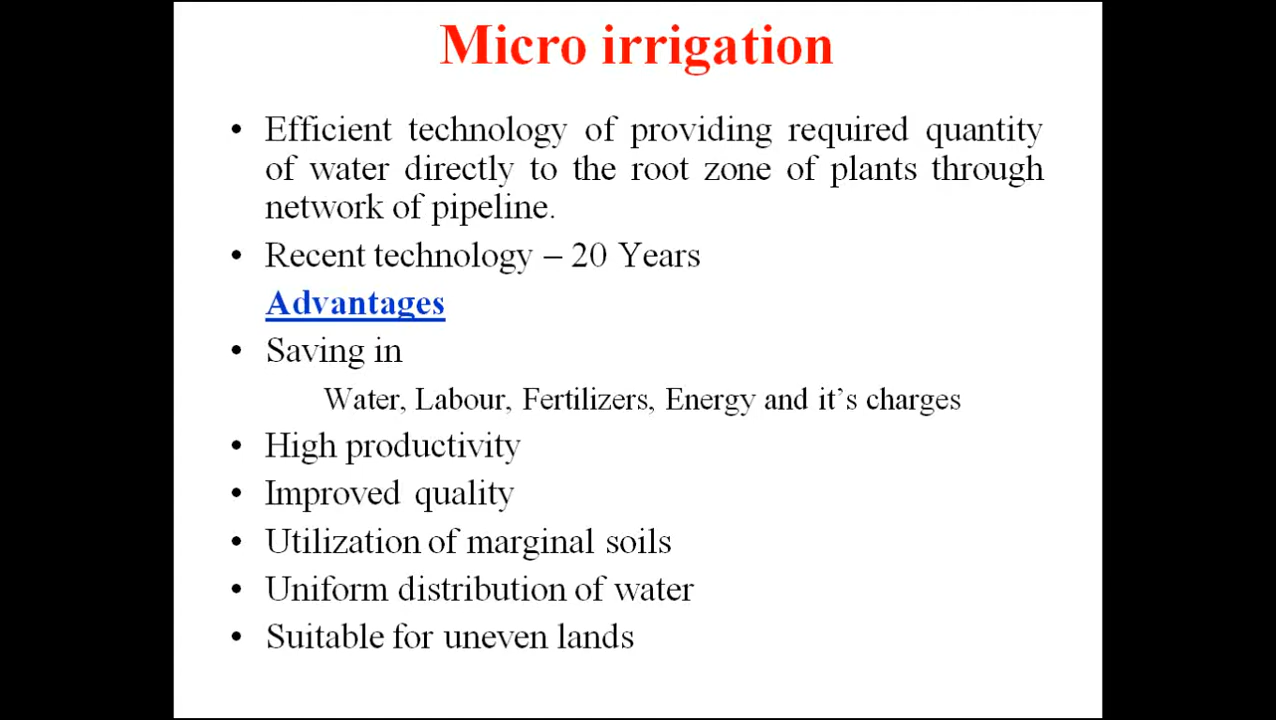 Micro irrigation
• Efficient technology of providing required quantity
of water directly to the root zone of plants through
network of pipeline.
• Recent technology – 20 Years
Advantages
• Saving in
Water, Labour, Fertilizers, Energy and it’s charges
• High productivity
• Improved quality
• Utilization of marginal soils
• Uniform distribution of water
• Suitable for uneven lands